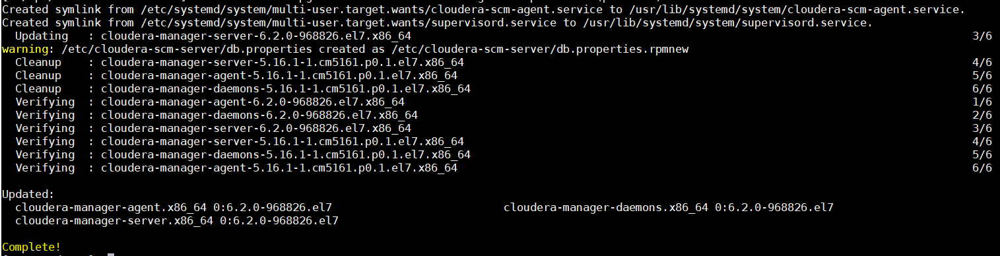 Created symlink from /etc/systemd/system/multi-user.target.wants/cloudera-scm-agent.service to /usr/lib/systemd/system/cloudera-scm-agent.service.
Created symlink from /etc/systemd/system/multi-user.target.wants/supervisord.service to /usr/lib/systemd/system/supervisord.service.
  Updating   : cloudera-manager-server-6.2.0-968826.el7.x86_64 3/6
warning: /etc/cloudera-scm-server/db.properties created as /etc/cloudera-scm-server/db.properties.rpmnew
  Cleanup    : cloudera-manager-server-5.16.1-1.cm5161.p0.1.el7.x86_64 4/6
  Cleanup    : cloudera-manager-agent-5.16.1-1.cm5161.p0.1.el7.x86_64 5/6
  Cleanup    : cloudera-manager-daemons-5.16.1-1.cm5161.p0.1.el7.x86_64 6/6
  Verifying  : cloudera-manager-agent-6.2.0-968826.el7.x86_64 1/6
  Verifying  : cloudera-manager-daemons-6.2.0-968826.el7.x86_64 2/6
  Verifying  : cloudera-manager-server-6.2.0-968826.el7.x86_64 3/6
  Verifying  : cloudera-manager-server-5.16.1-1.cm5161.p0.1.el7.x86_64 4/6
  Verifying  : cloudera-manager-daemons-5.16.1-1.cm5161.p0.1.el7.x86_64 5/6
  Verifying  : cloudera-manager-agent-5.16.1-1.cm5161.p0.1.el7.x86_64 6/6
Updated:
  cloudera-manager-agent.x86_64 0:6.2.0-968826.el7 cloudera-manager-daemons.x86_64 0:6.2.0-968826.el7
  cloudera-manager-server.x86_64 0:6.2.0-968826.el7
Complete!